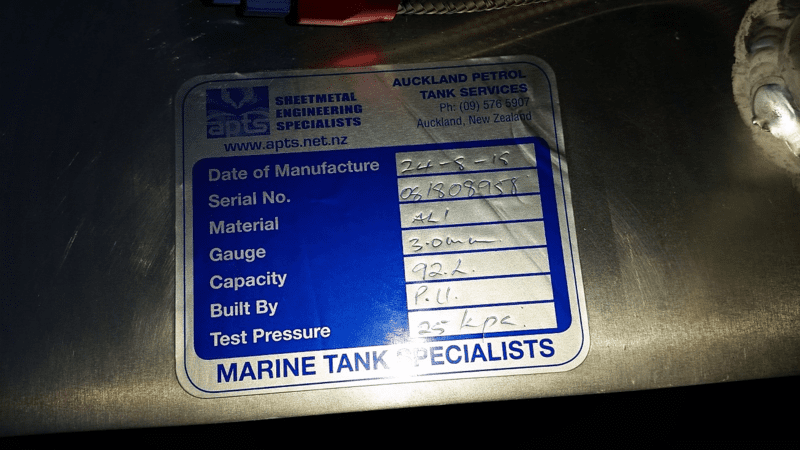 apts
SHEETMETAL
ENGINEERING
SPECIALISTS
www.apts.net.nz
AUCKLAND PETROL
TANK SERVICES
Ph: (09) 576 5907
Auckland, New Zealand
Date of Manufacture 24-8-15
Serial No. 061808958
Material ALI
Gauge 3.0mm
Capacity 92.L.
Built By P.U.
Test Pressure 25 kpa.
MARINE TANK SPECIALISTS